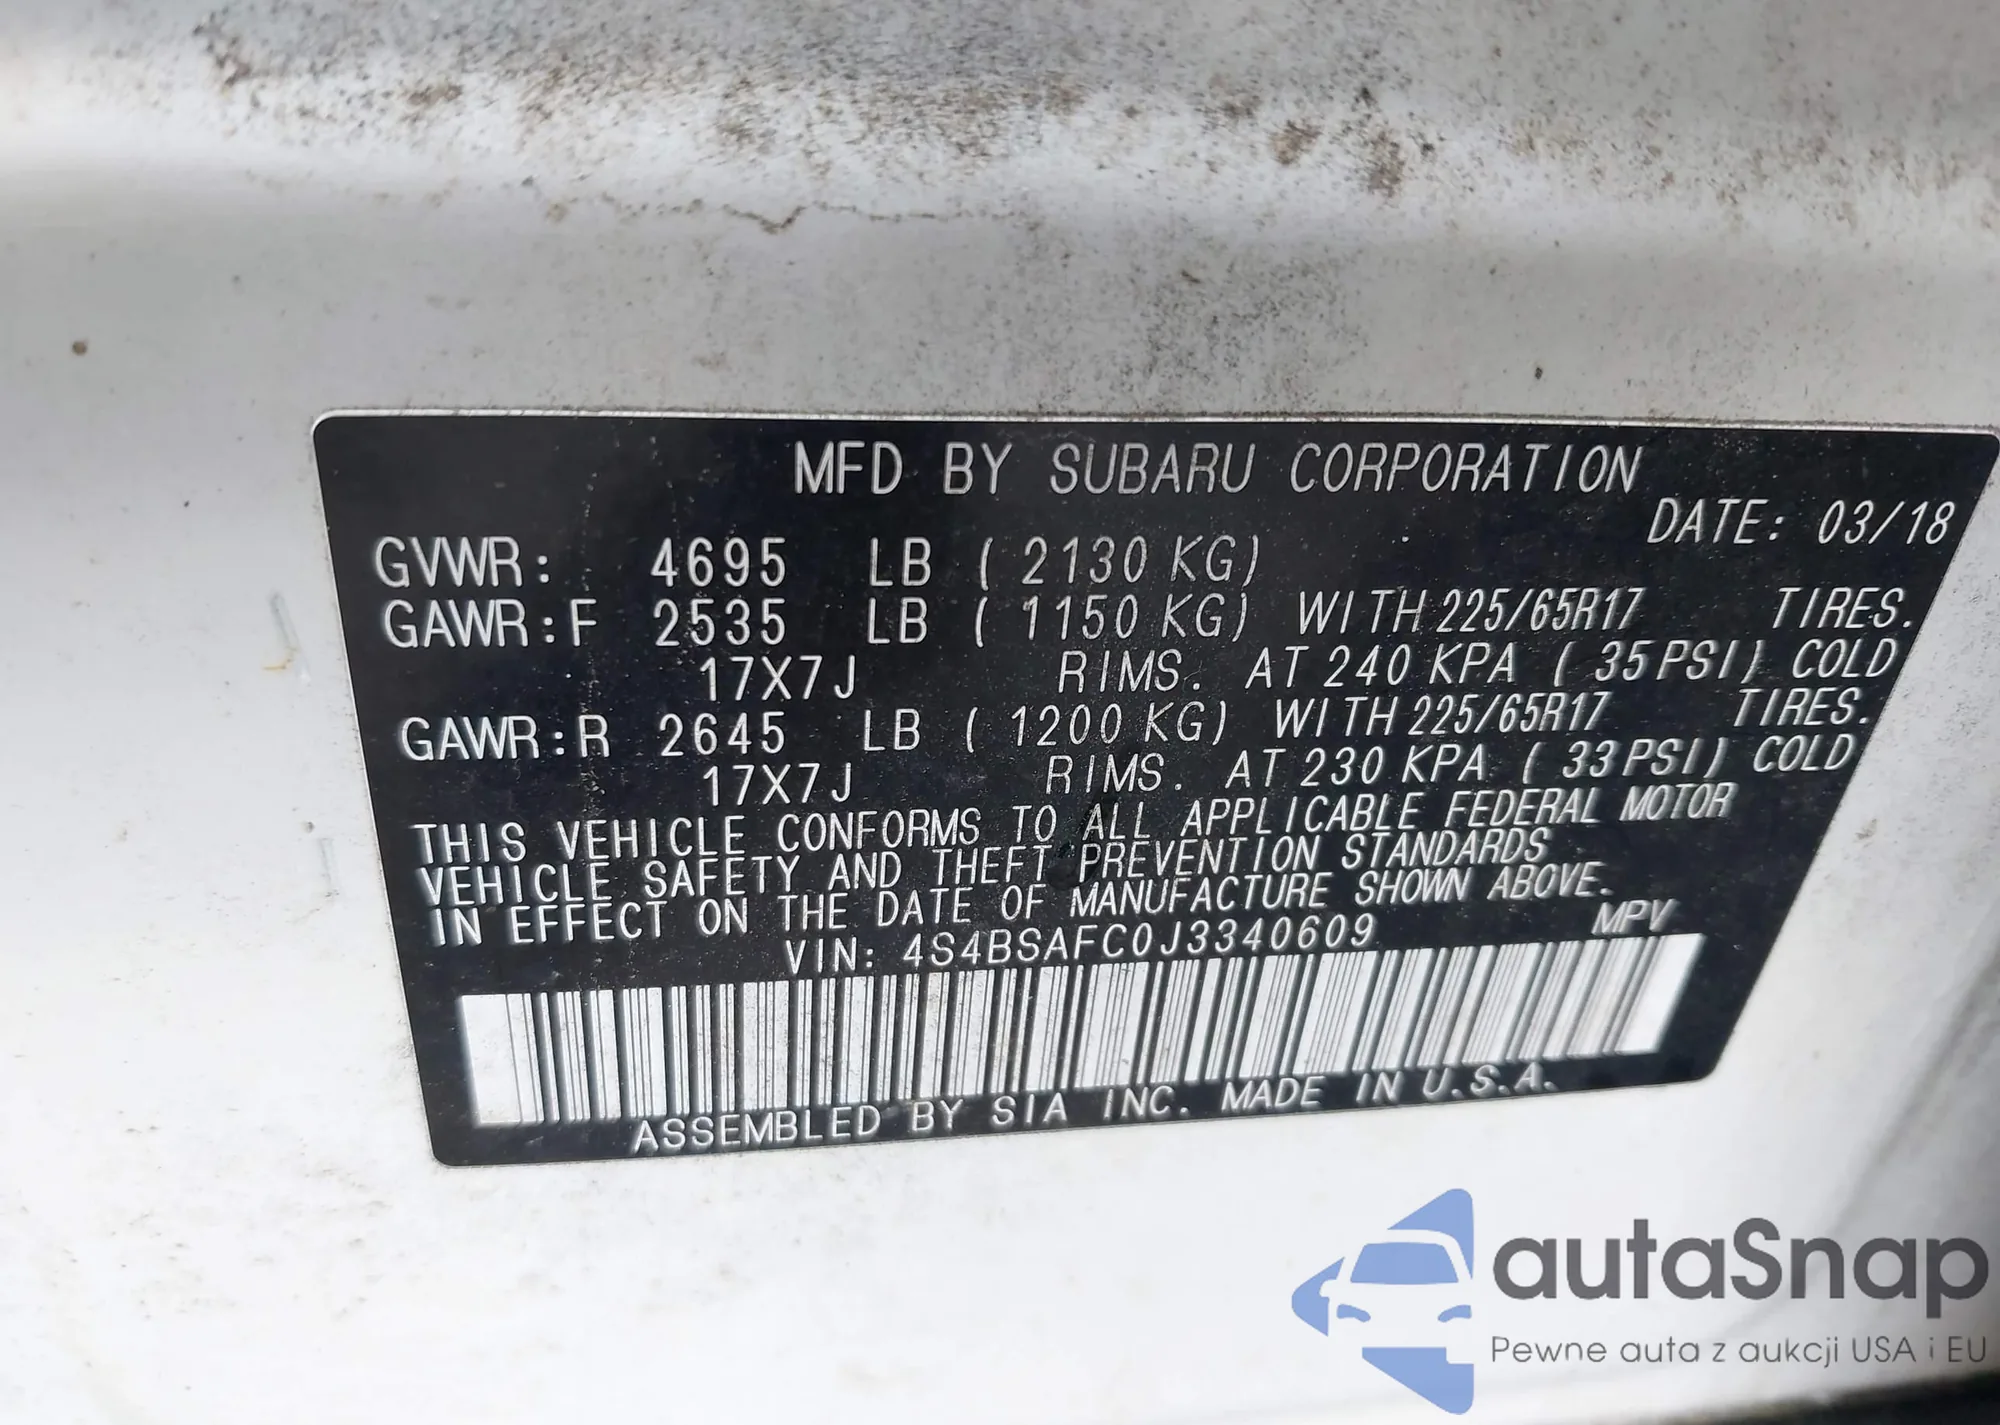 MFD BY SUBARU CORPORATION
DATE: 03/18
GVWR: 4695 LB ( 2130 KG)
GAWR:F 2535 LB ( 1150 KG) WITH 225/65R17 TIRES.
17X7J RIMS. AT 240 KPA ( 35 PSI) COLD
GAWR:R 2645 LB ( 1200 KG) WITH 225/65R17 TIRES.
17X7J RIMS. AT 230 KPA ( 33 PSI) COLD
THIS VEHICLE CONFORMS TO ALL APPLICABLE FEDERAL MOTOR
VEHICLE SAFETY AND THEFT PREVENTION STANDARDS
IN EFFECT ON THE DATE OF MANUFACTURE SHOWN ABOVE.
VIN: 4S4BSAFC0J3340609 MPV
ASSEMBLED BY SIA INC. MADE IN U.S.A.
autaSnap
Pewne auta z aukcji USA i EU